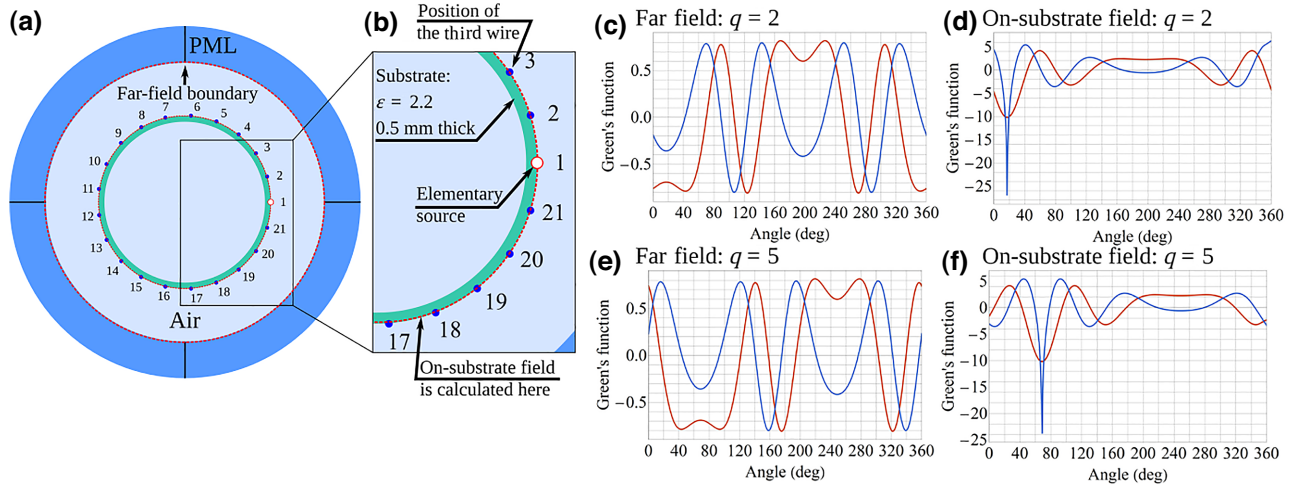 (a)
PML
Far-field boundary
7
6
5
8
4
9
3
10
2
11
1
12
21
13
20
14
19
15
18
16
17
Air
(b)
Position of
the third wire
3
Substrate:
ε = 2.2
0.5 mm thick
2
1
Elementary
source
21
20
19
18
17
On-substrate field
is calculated here
(c)
Far field: q = 2
Green's function
0.5
0.0
−0.5
0 40 80 120 160 200 240 280 320 360
Angle (deg)
(d)
On-substrate field: q = 2
Green's function
5
0
−5
−10
−15
−20
−25
0 40 80 120 160 200 240 280 320 360
Angle (deg)
(e)
Far field: q = 5
Green's function
0.5
0.0
−0.5
0 40 80 120 160 200 240 280 320 360
Angle (deg)
(f)
On-substrate field: q = 5
Green's function
5
0
−5
−10
−15
−20
−25
0 40 80 120 160 200 240 280 320 360
Angle (deg)